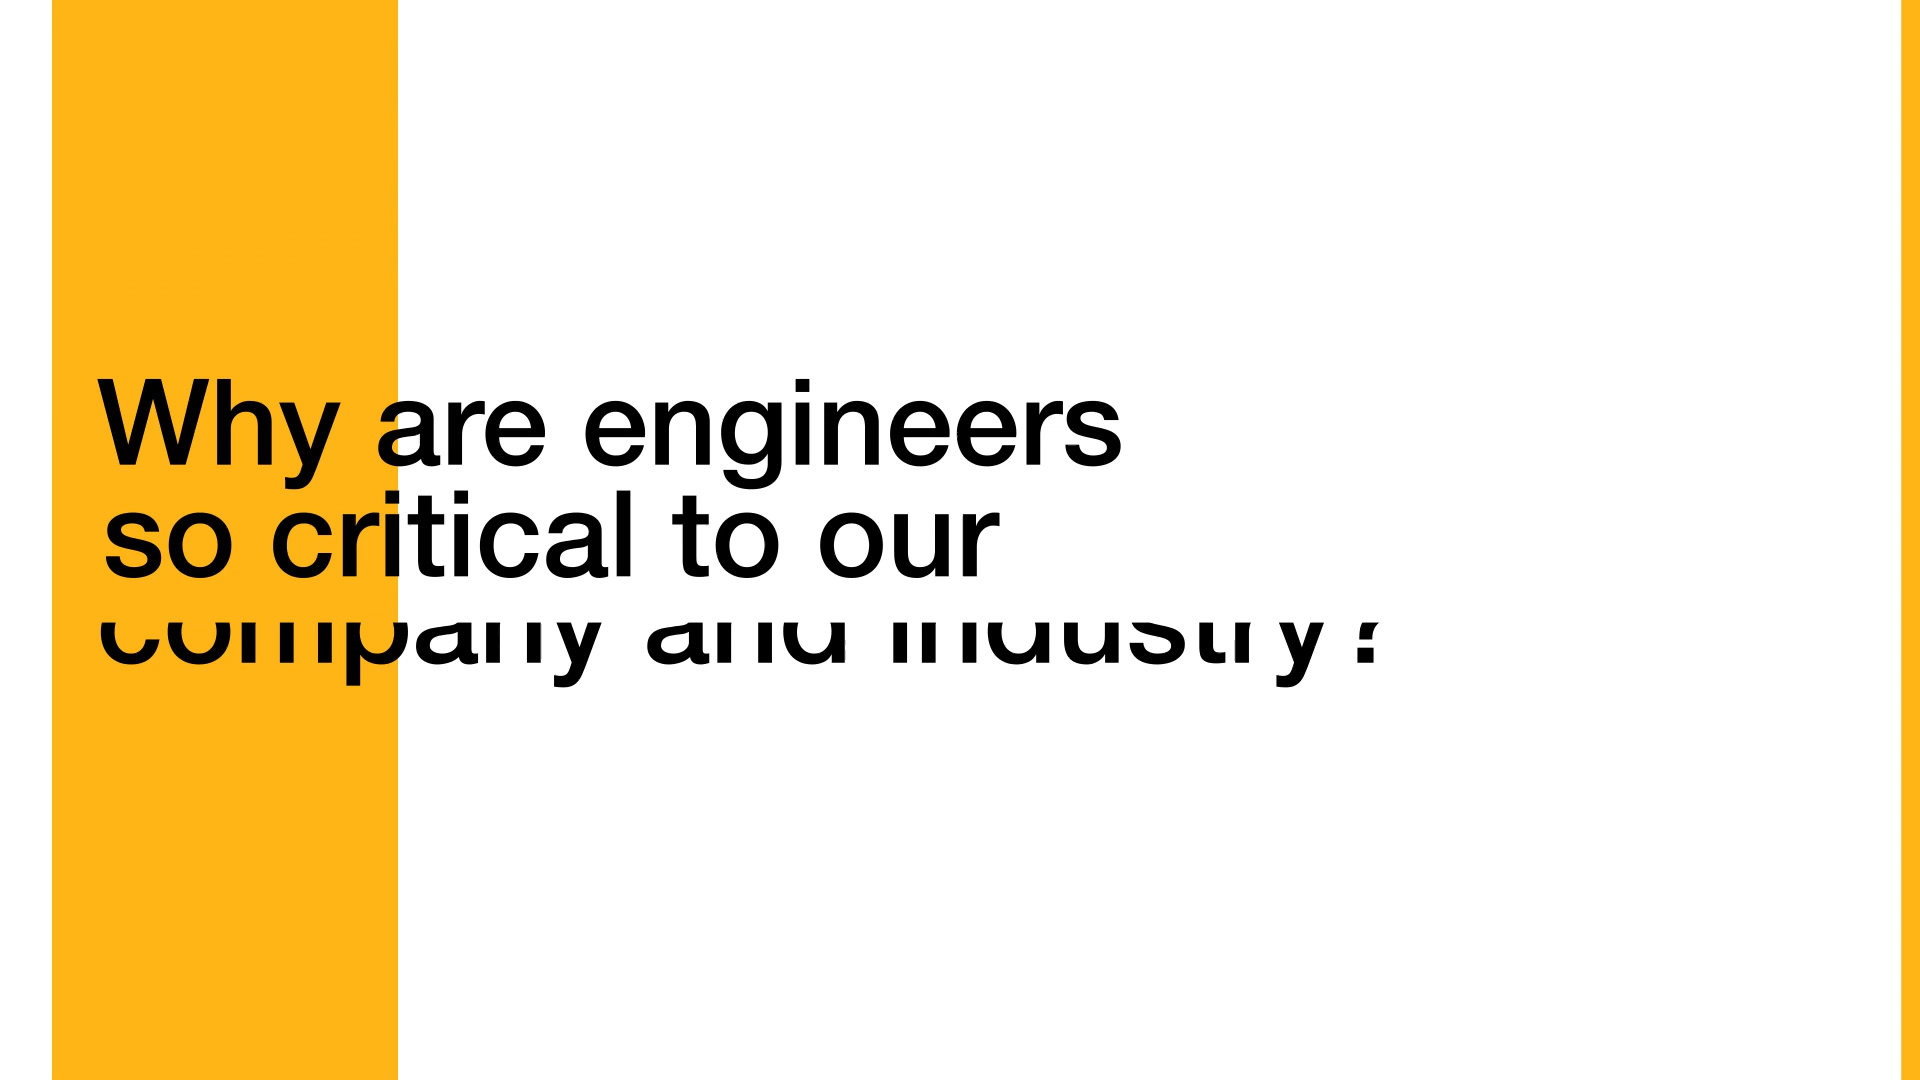 Why are engineers
so critical to our
company and industry?